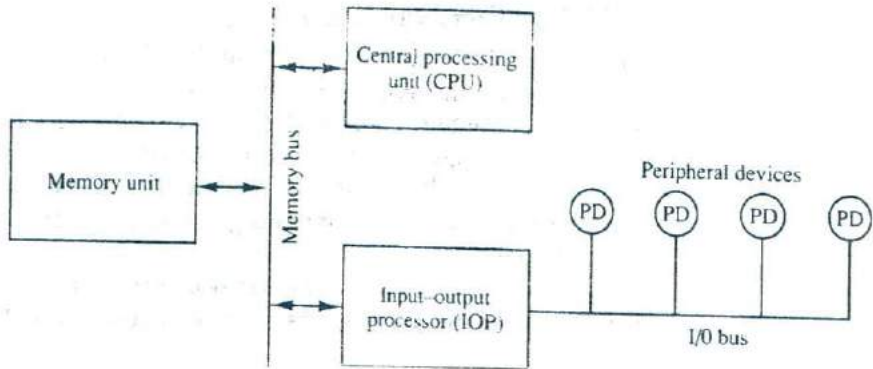 Central processing
unit (CPU)
Memory unit
Memory bus
Peripheral devices
PD
PD
PD
PD
Input-output
processor (IOP)
I/0 bus